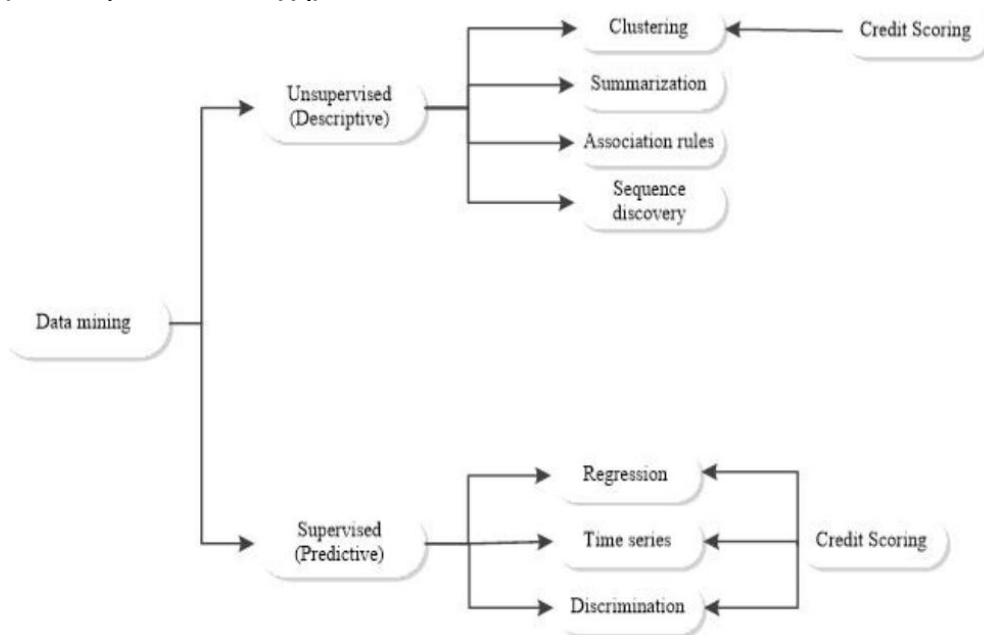 Clustering
Credit Scoring
Unsupervised
(Descriptive)
Summarization
Association rules
Sequence
discovery
Data mining
Regression
Supervised
(Predictive)
Time series
Credit Scoring
Discrimination